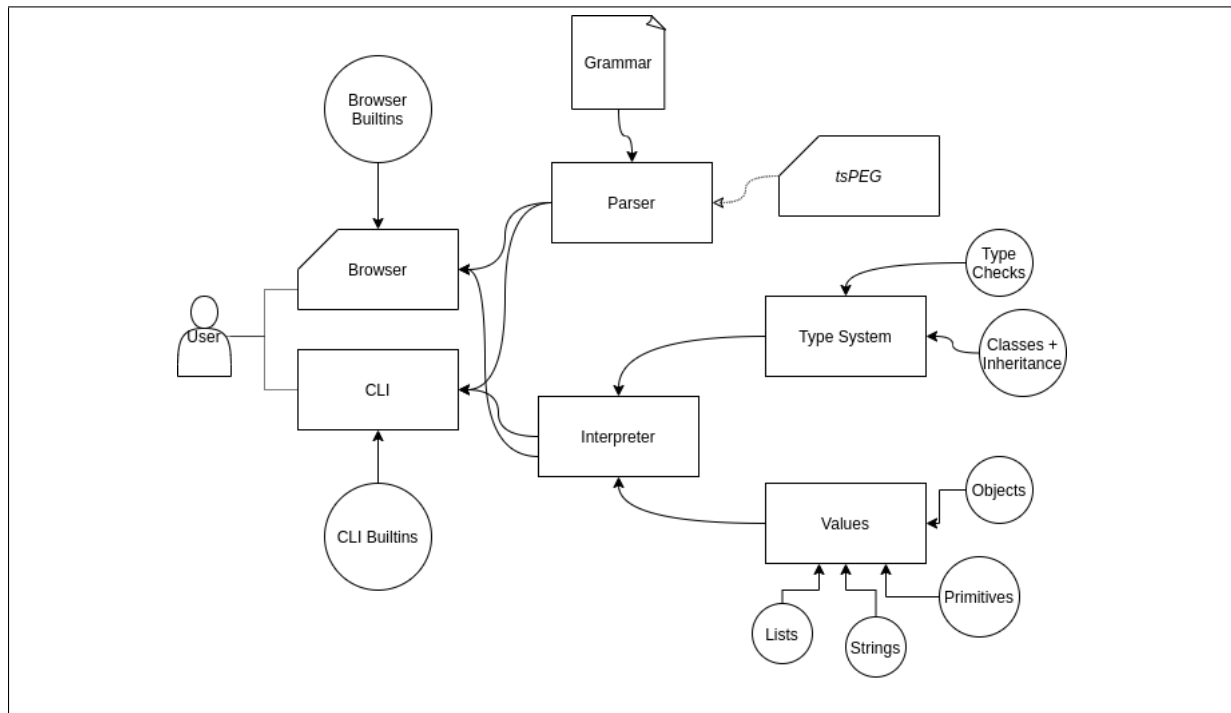 Grammar
Browser
Builtins
tsPEG
Parser
Type
Checks
Browser
User
Type System
Classes +
Inheritance
CLI
Interpreter
Objects
Values
CLI Builtins
Primitives
Lists
Strings